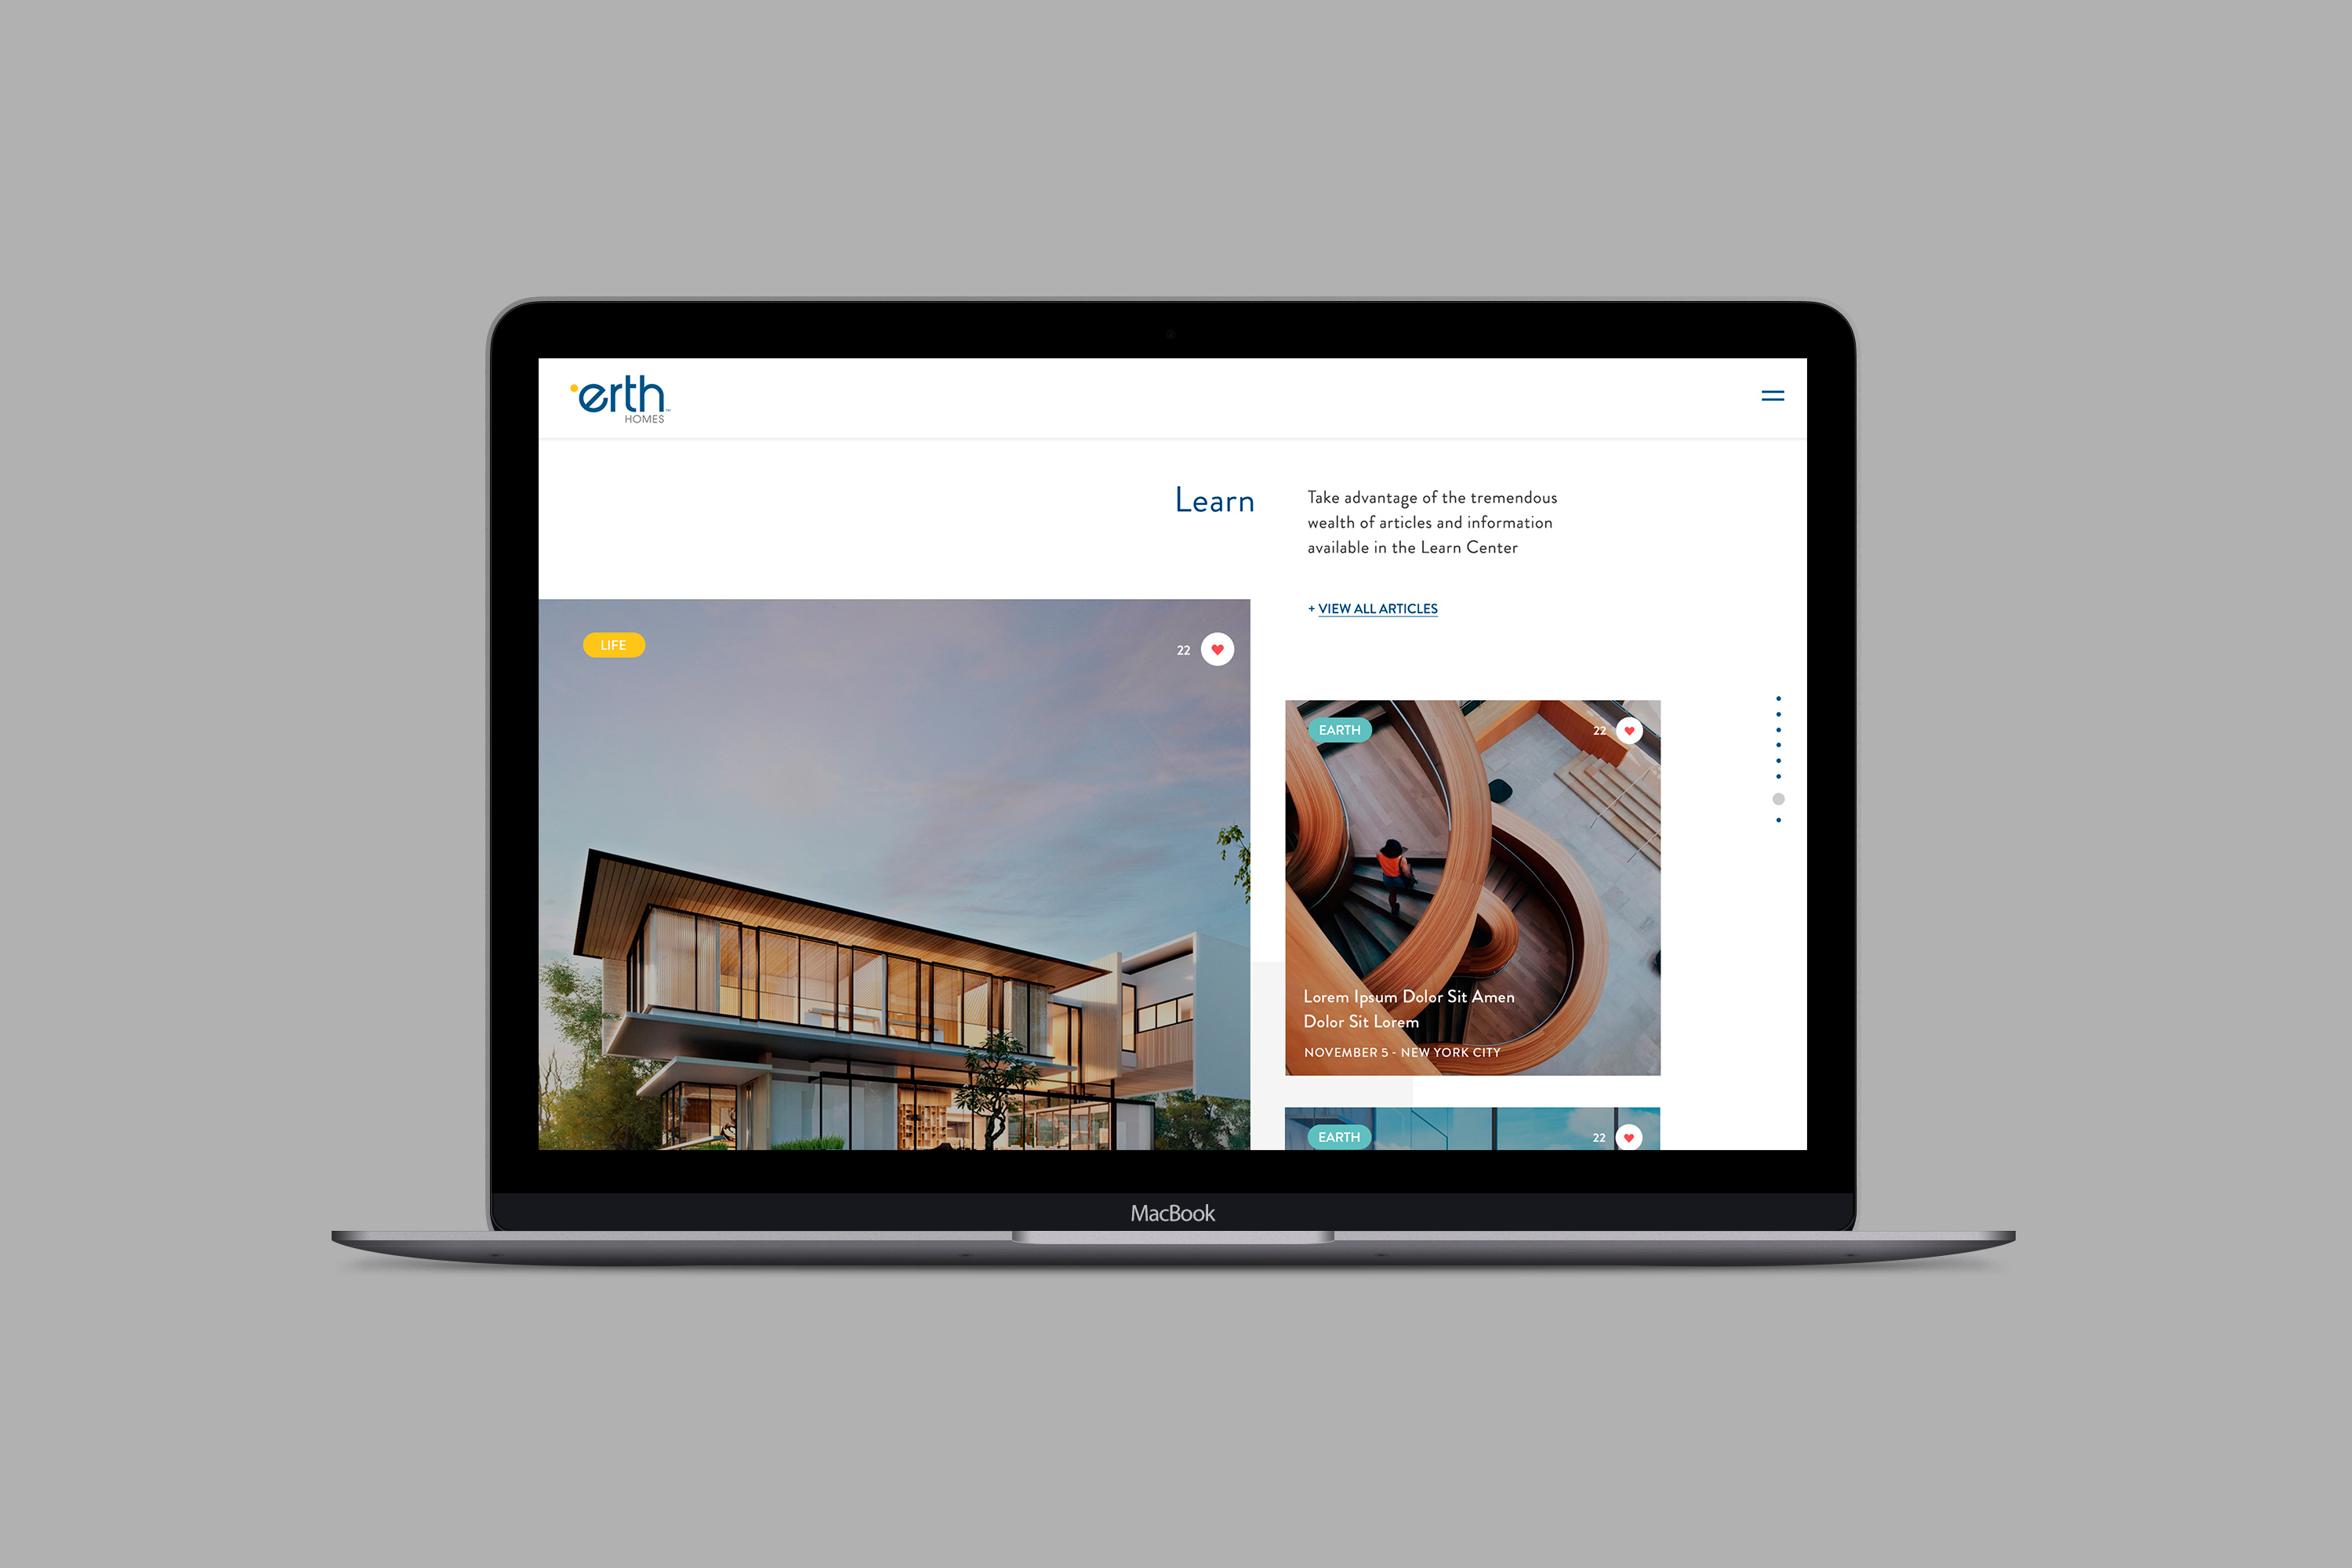 erth
HOMES
Learn
Take advantage of the tremendous
wealth of articles and information
available in the Learn Center
+ VIEW ALL ARTICLES
LIFE
22
EARTH
22
Lorem Ipsum Dolor Sit Amen
Dolor Sit Lorem
NOVEMBER 5 - NEW YORK CITY
EARTH
22
MacBook